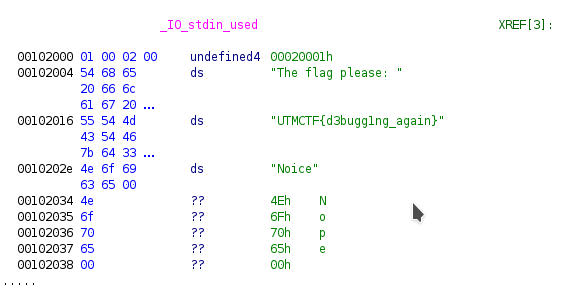 _IO_stdin_used XREF[3]:
00102000 01 00 02 00 undefined4 00020001h
00102004 54 68 65 ds "The flag please: "
20 66 6c
61 67 20 ...
00102016 55 54 4d ds "UTMCTF{d3bugg1ng_again}"
43 54 46
7b 64 33 ...
0010202e 4e 6f 69 ds "Noice"
63 65 00
00102034 4e ?? 4Eh N
00102035 6f ?? 6Fh o
00102036 70 ?? 70h p
00102037 65 ?? 65h e
00102038 00 ?? 00h
.....